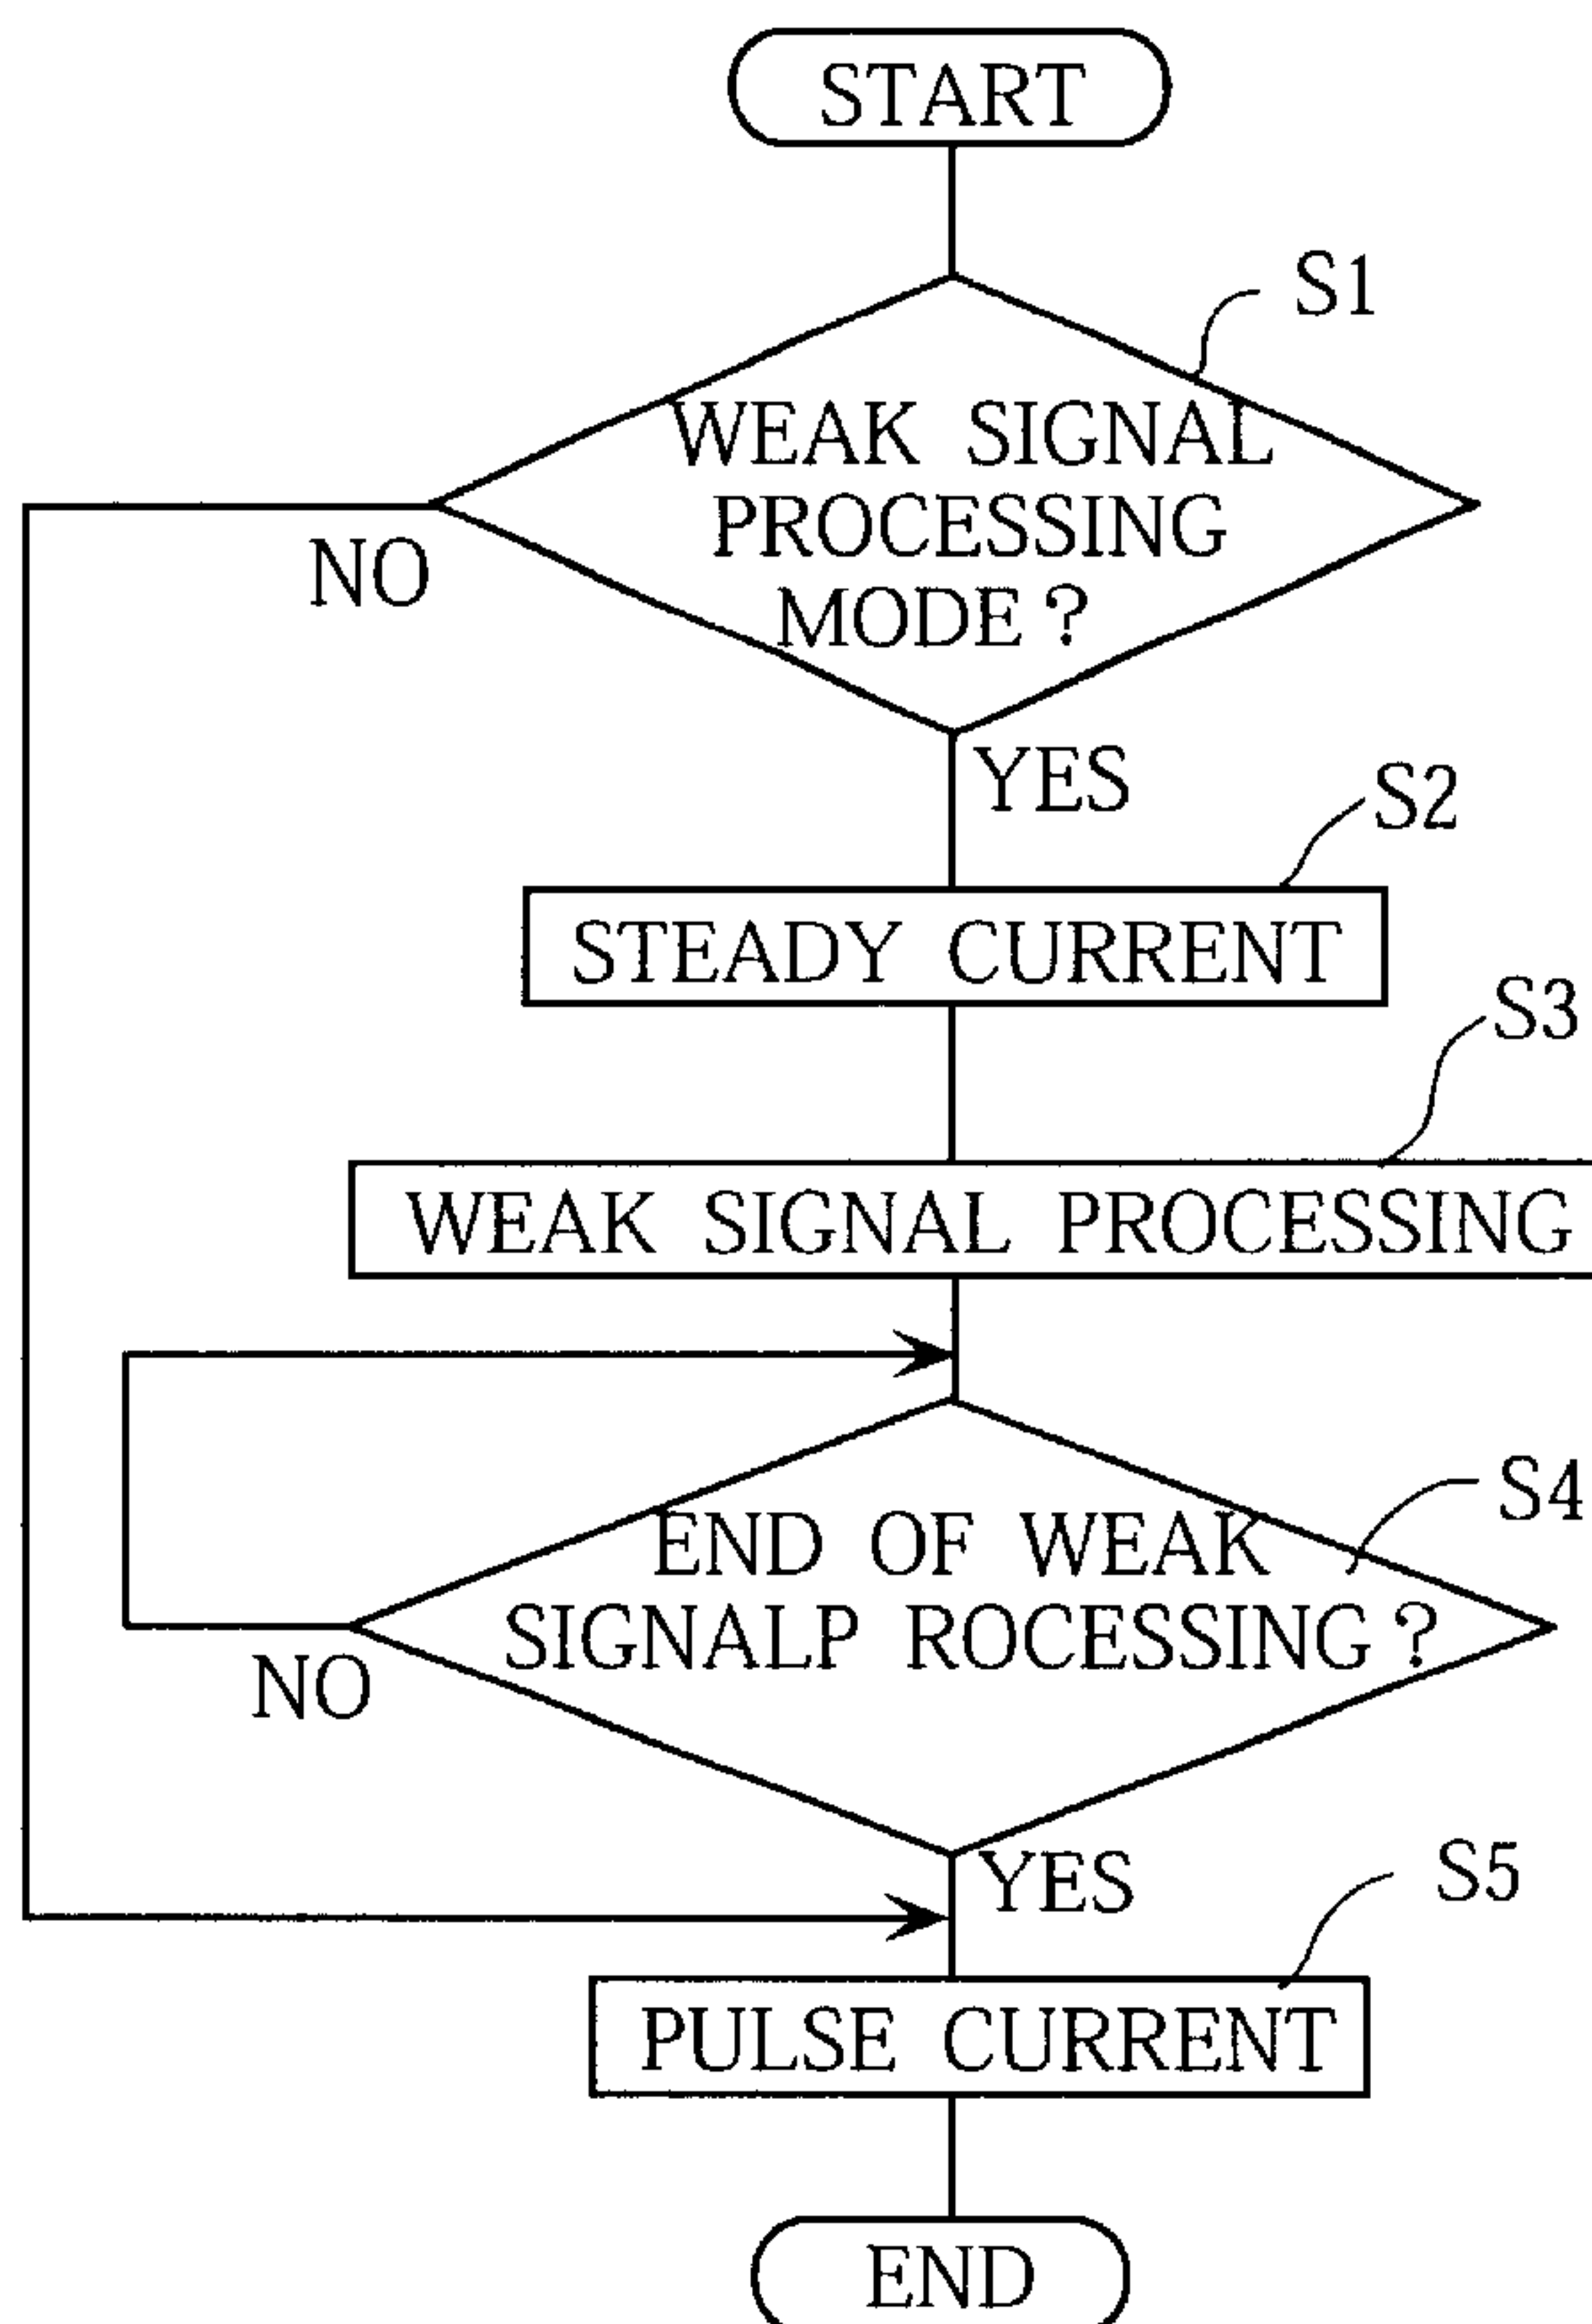 START
S1
WEAK SIGNAL
PROCESSING
MODE?
NO
YES
S2
STEADY CURRENT
S3
WEAK SIGNAL PROCESSING
S4
END OF WEAK
SIGNALP ROCESSING?
NO
YES
S5
PULSE CURRENT
END